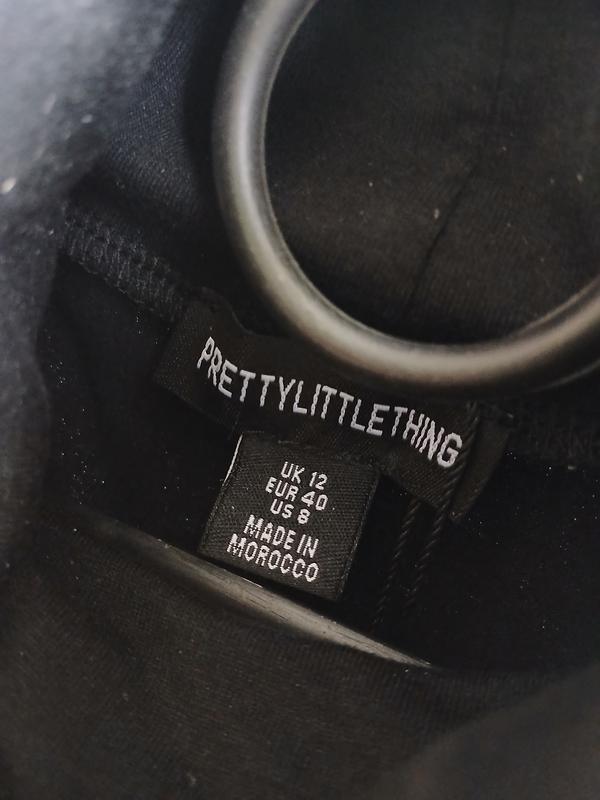 PRETTYLITTLETHING
UK 12
EUR 40
US 8
MADE IN
MOROCCO